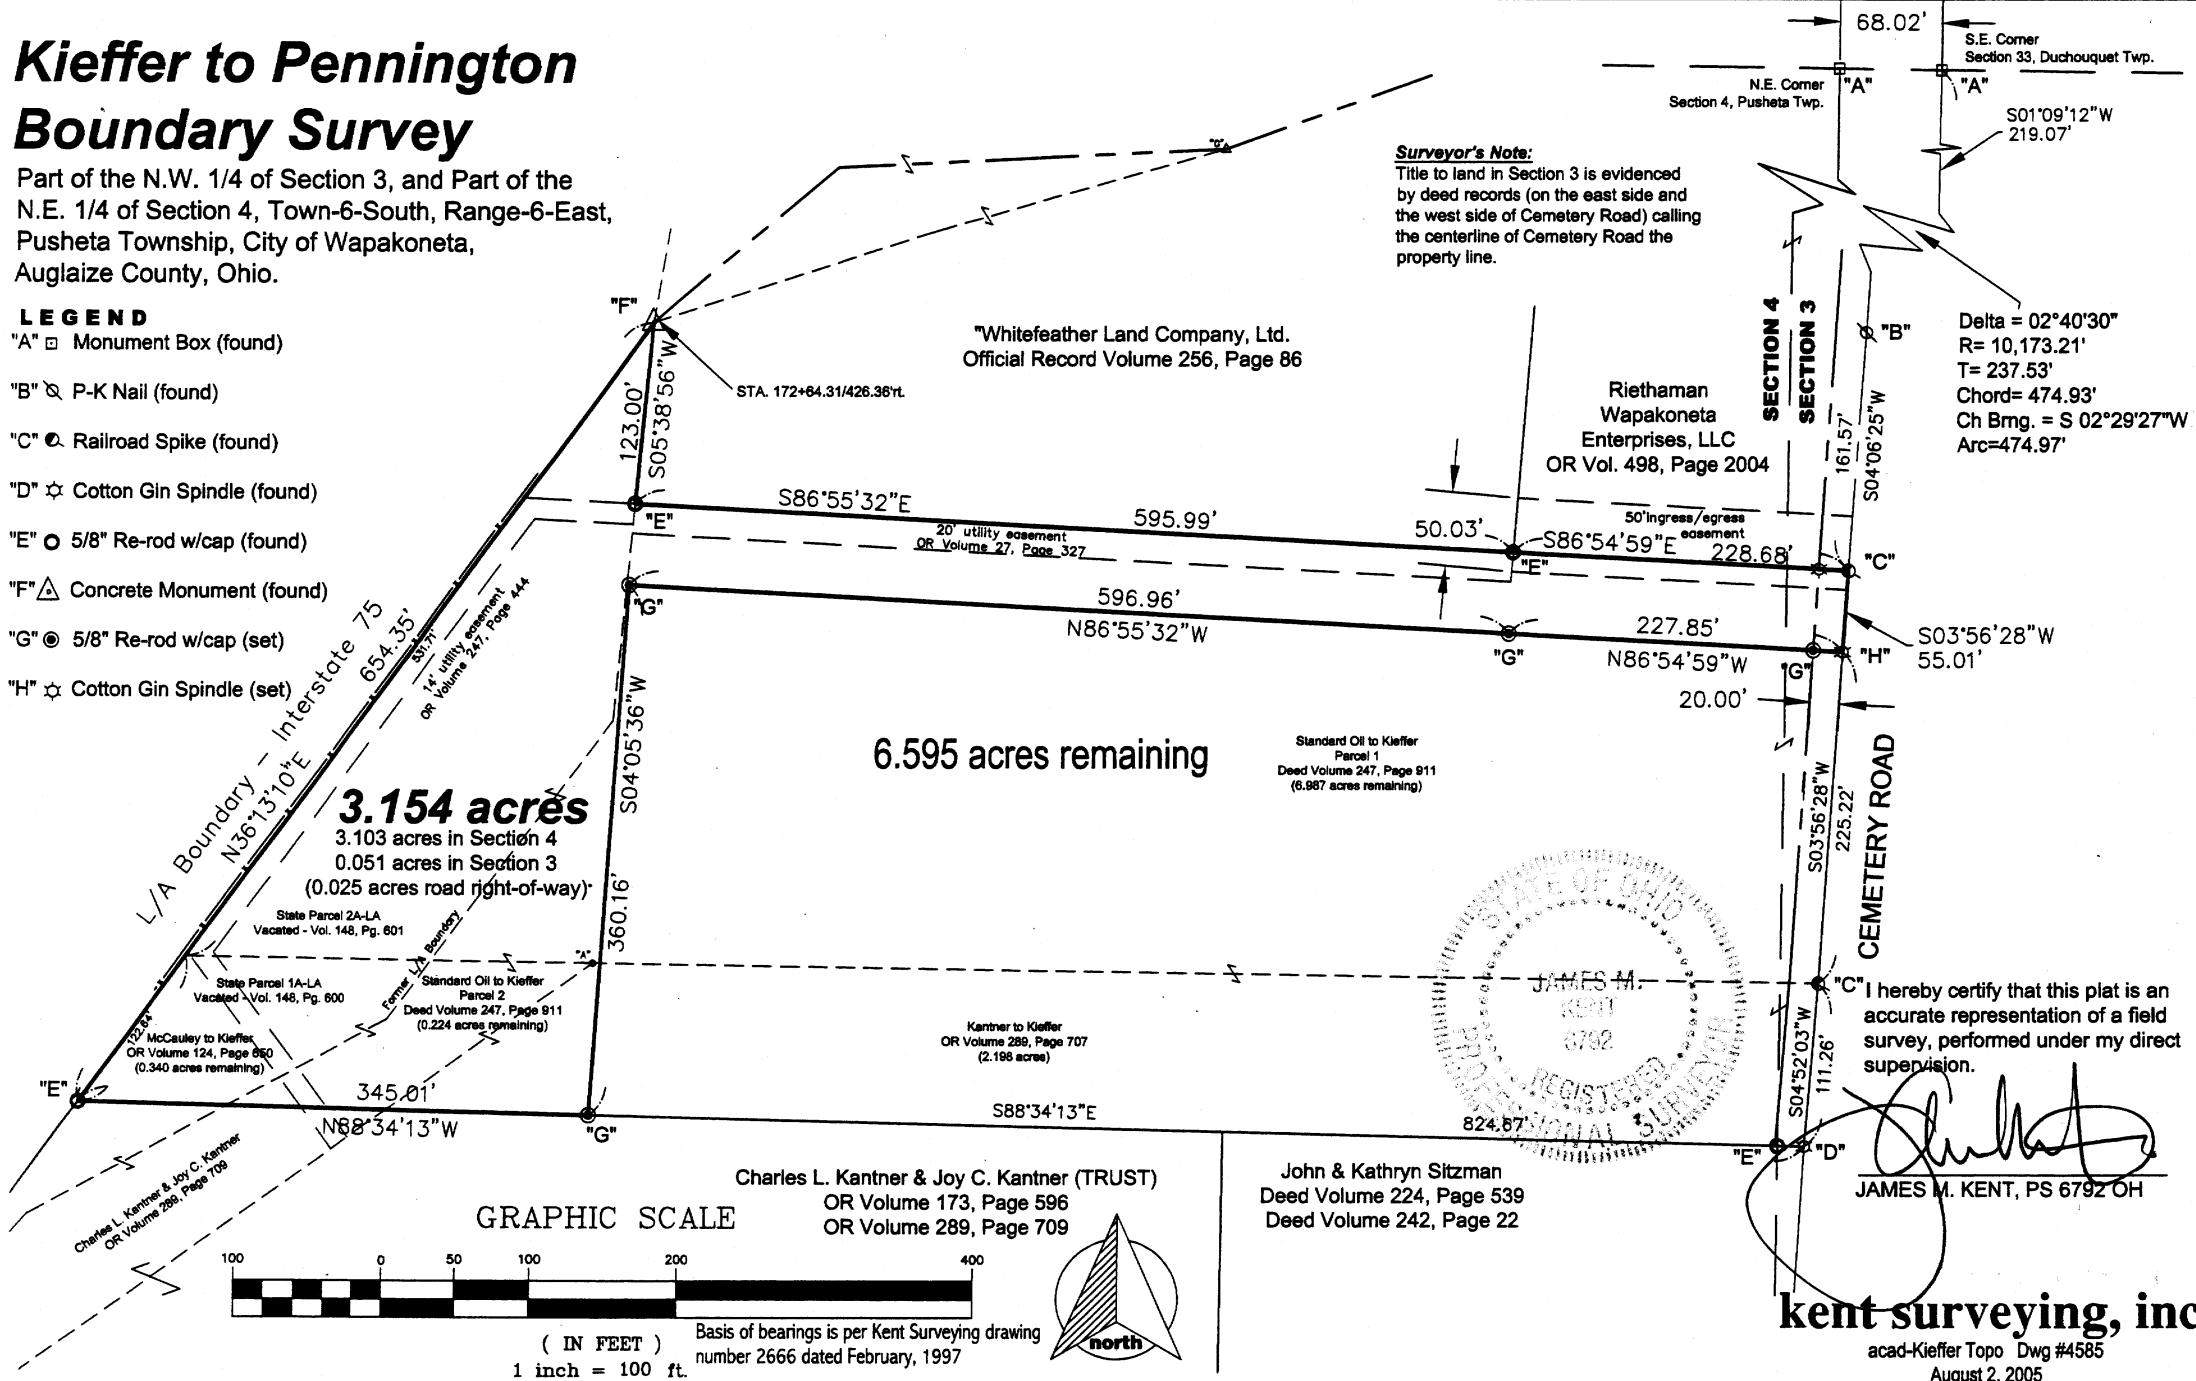 Kieffer to Pennington
Boundary Survey
Part of the N.W. 1/4 of Section 3, and Part of the
N.E. 1/4 of Section 4, Town-6-South, Range-6-East,
Pusheta Township, City of Wapakoneta,
Auglaize County, Ohio.
LEGEND
"A" Monument Box (found)
"B" P-K Nail (found)
"C" Railroad Spike (found)
"D" Cotton Gin Spindle (found)
"E" 5/8" Re-rod w/cap (found)
"F" Concrete Monument (found)
"G" 5/8" Re-rod w/cap (set)
"H" Cotton Gin Spindle (set)
68.02'
S.E. Corner
Section 33, Duchouquet Twp.
N.E. Corner
Section 4, Pusheta Twp.
"A"
"A"
S01°09'12"W
219.07'
Surveyor's Note:
Title to land in Section 3 is evidenced
by deed records (on the east side and
the west side of Cemetery Road) calling
the centerline of Cemetery Road the
property line.
"F"
123.00'
S05°38'56"W
STA. 172+64.31/426.36'rt.
"Whitefeather Land Company, Ltd.
Official Record Volume 256, Page 86
Riethaman
Wapakoneta
Enterprises, LLC
OR Vol. 498, Page 2004
SECTION 4
SECTION 3
"B"
161.57'
S04°06'25"W
Delta = 02°40'30"
R= 10,173.21'
T= 237.53'
Chord= 474.93'
Ch Brng. = S 02°29'27"W
Arc=474.97'
"E"
S86°55'32"E
595.99'
20' utility easement
OR Volume 27, Page 327
50.03'
"E"
S86°54'59"E
50'ingress/egress
easement
228.68'
"C"
"G"
596.96'
N86°55'32"W
"G"
227.85'
N86°54'59"W
"G"
"H"
S03°56'28"W
55.01'
20.00'
L/A Boundary - Interstate 75
N36°13'10"E
654.35'
531.71'
14' utility easement
OR Volume 247, Page 444
S04°05'36"W
360.16'
6.595 acres remaining
Standard Oil to Kieffer
Parcel 1
Deed Volume 247, Page 911
(6.987 acres remaining)
3.154 acres
3.103 acres in Section 4
0.051 acres in Section 3
(0.025 acres road right-of-way)
State Parcel 2A-LA
Vacated - Vol. 148, Pg. 601
Former L/A Boundary
"A"
State Parcel 1A-LA
Vacated - Vol. 148, Pg. 600
Standard Oil to Kieffer
Parcel 2
Deed Volume 247, Page 911
(0.224 acres remaining)
122.64'
McCauley to Kieffer
OR Volume 124, Page 650
(0.340 acres remaining)
Kantner to Kieffer
OR Volume 289, Page 707
(2.198 acres)
S03°56'28"W
225.22'
CEMETERY ROAD
"C"
S04°52'03"W
111.26'
STATE OF OHIO
JAMES M.
KENT
6792
REGISTERED
PROFESSIONAL SURVEYOR
I hereby certify that this plat is an
accurate representation of a field
survey, performed under my direct
supervision.
JAMES M. KENT, PS 6792 OH
"E"
345.01'
N88°34'13"W
"G"
S88°34'13"E
824.87'
"E"
"D"
Charles L. Kantner & Joy C. Kantner
OR Volume 289, Page 709
Charles L. Kantner & Joy C. Kantner (TRUST)
OR Volume 173, Page 596
OR Volume 289, Page 709
John & Kathryn Sitzman
Deed Volume 224, Page 539
Deed Volume 242, Page 22
GRAPHIC SCALE
100 0 50 100 200 400
( IN FEET )
1 inch = 100 ft.
Basis of bearings is per Kent Surveying drawing
number 2666 dated February, 1997
north
kent surveying, inc
acad-Kieffer Topo Dwg #4585
August 2, 2005